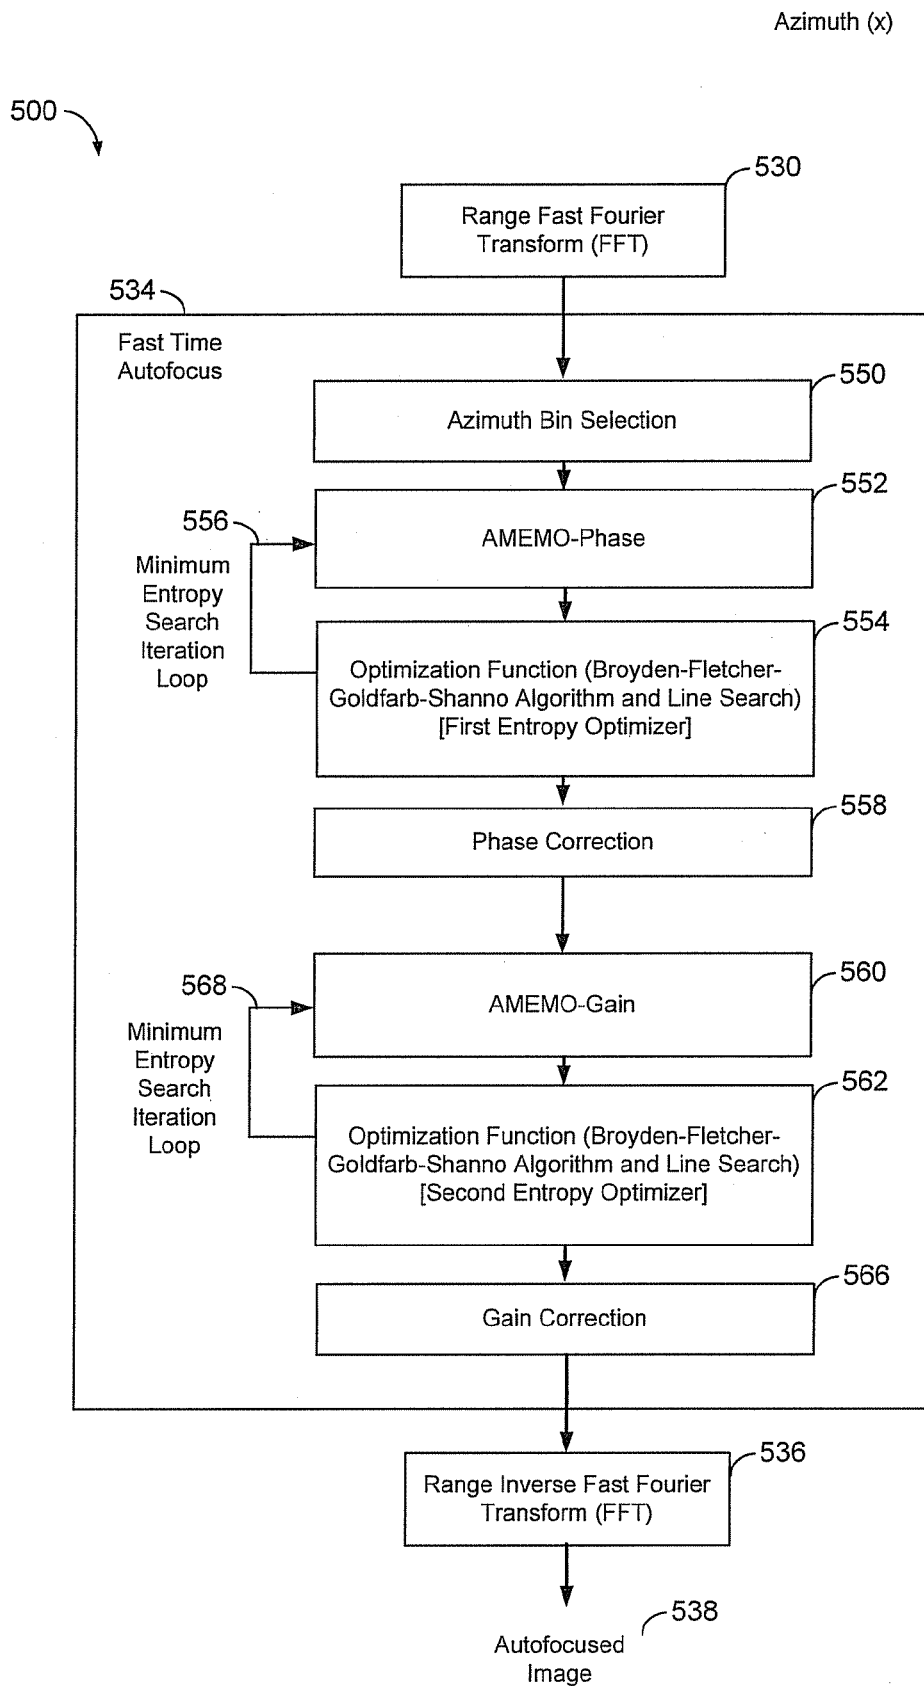 Azimuth (x)
500
530
Range Fast Fourier
Transform (FFT)
534
Fast Time
Autofocus
550
Azimuth Bin Selection
552
AMEMO-Phase
556
Minimum
Entropy
Search
Iteration
Loop
554
Optimization Function (Broyden-Fletcher-
Goldfarb-Shanno Algorithm and Line Search)
[First Entropy Optimizer]
558
Phase Correction
560
AMEMO-Gain
568
Minimum
Entropy
Search
Iteration
Loop
562
Optimization Function (Broyden-Fletcher-
Goldfarb-Shanno Algorithm and Line Search)
[Second Entropy Optimizer]
566
Gain Correction
536
Range Inverse Fast Fourier
Transform (FFT)
538
Autofocused
Image